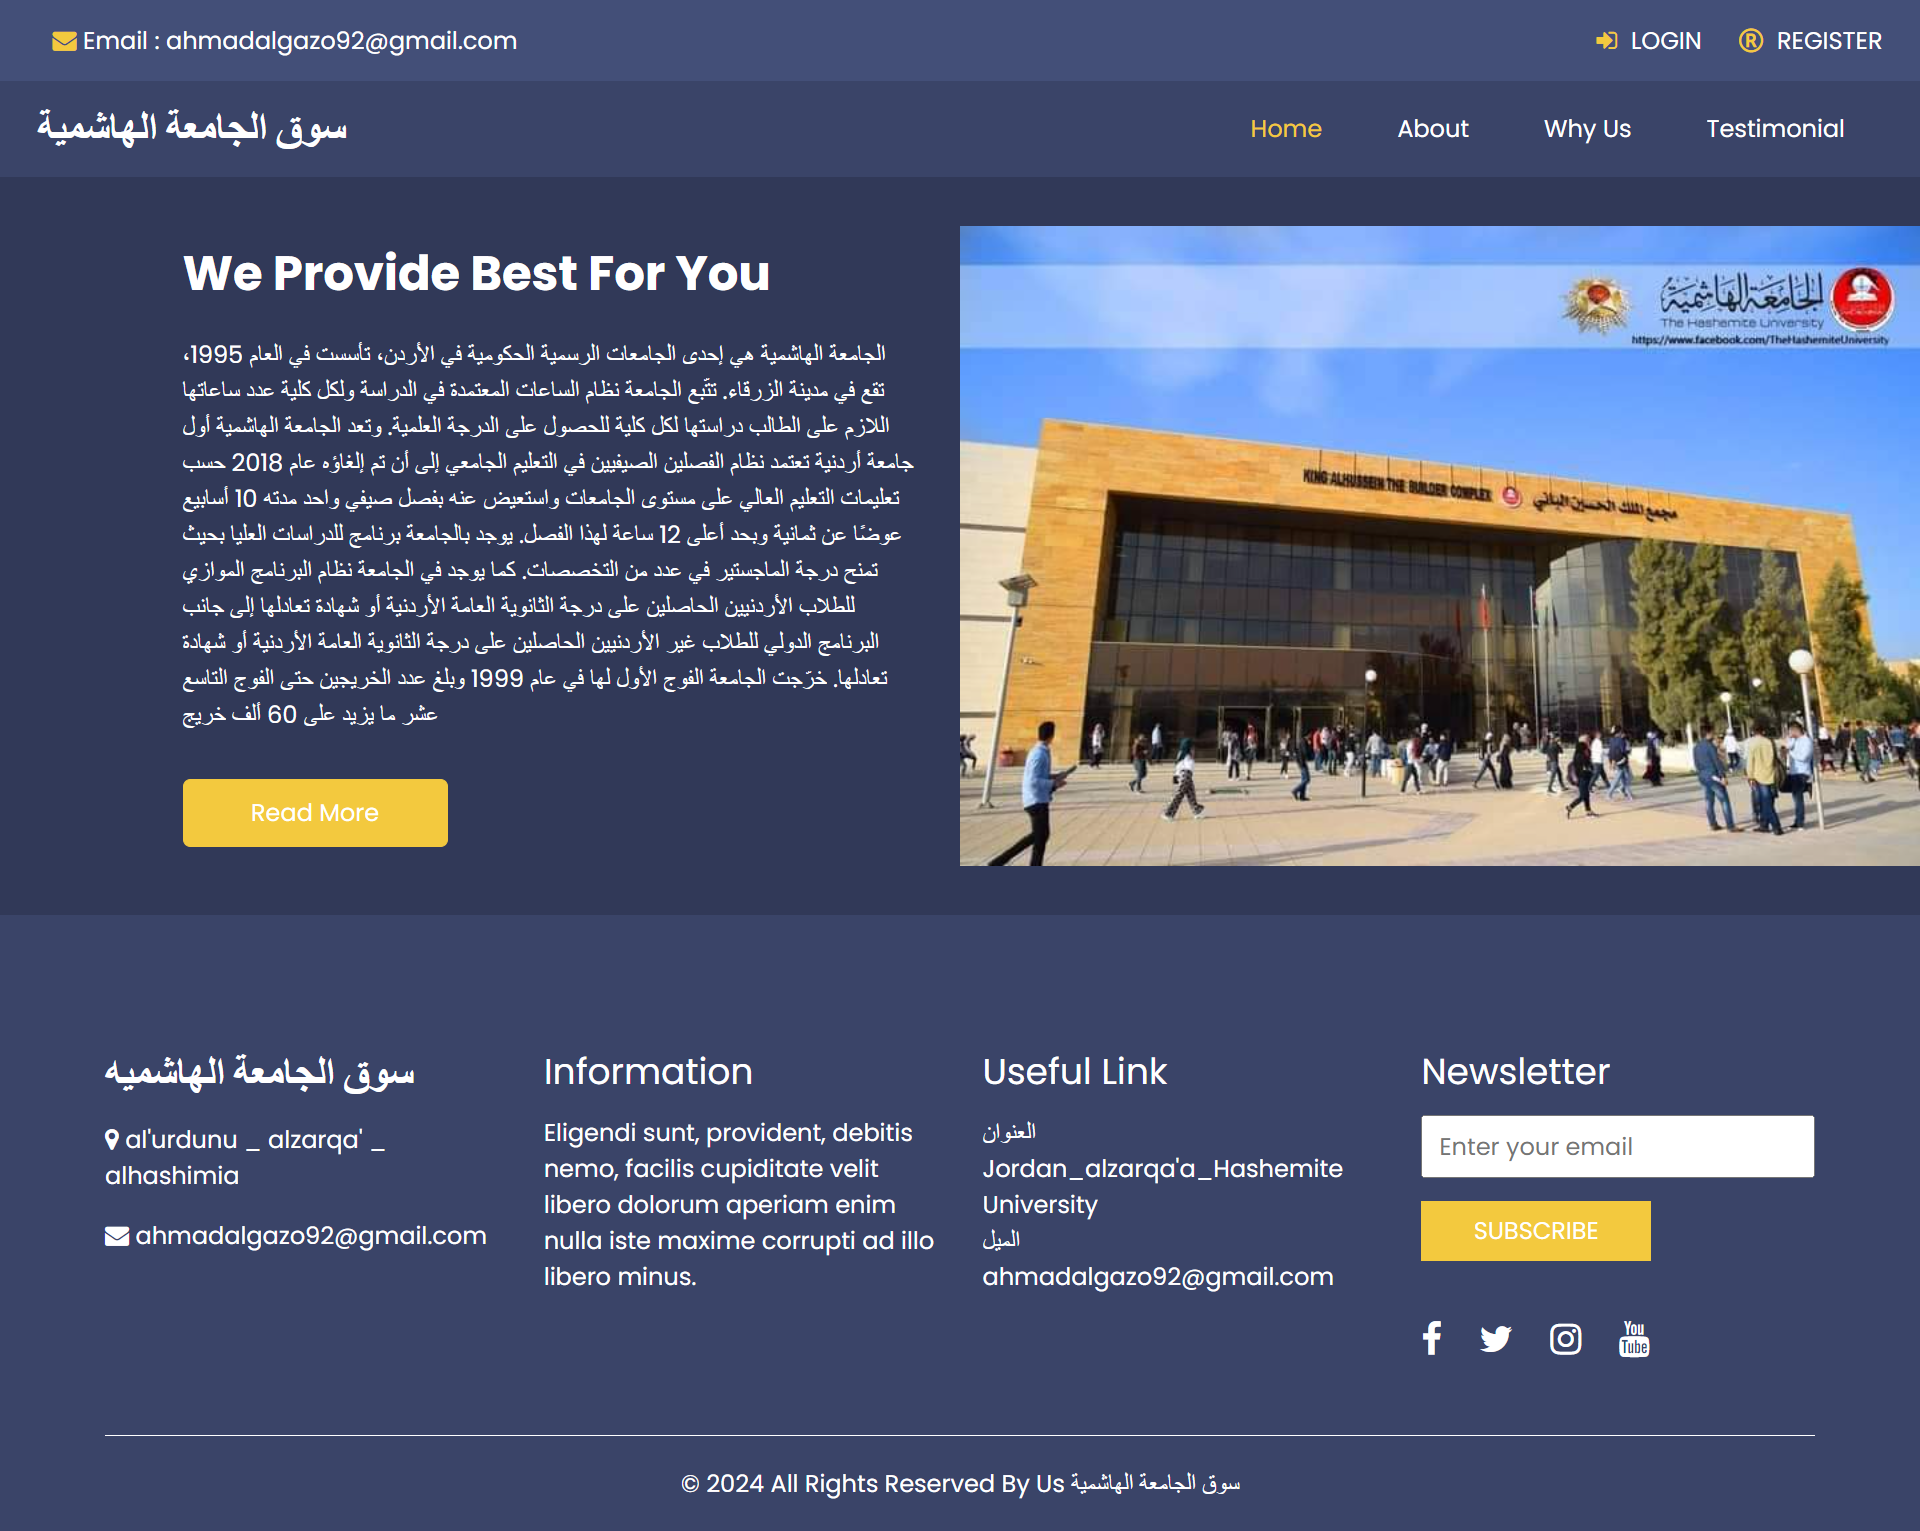 Email : ahmadalgazo92@gmail.com
LOGIN
REGISTER
سوق الجامعة الهاشمية
Home
About
Why Us
Testimonial
We Provide Best For You
الجامعة الهاشمية هي إحدى الجامعات الرسمية الحكومية في الأردن، تأسست في العام 1995،
تقع في مدينة الزرقاء. تتّبع الجامعة نظام الساعات المعتمدة في الدراسة ولكل كلية عدد ساعاتها
اللازم على الطالب دراستها لكل كلية للحصول على الدرجة العلمية. وتعد الجامعة الهاشمية أول
جامعة أردنية تعتمد نظام الفصلين الصيفيين في التعليم الجامعي إلى أن تم إلغاؤه عام 2018 حسب
تعليمات التعليم العالي على مستوى الجامعات واستعيض عنه بفصل صيفي واحد مدته 10 أسابيع
عوضًا عن ثمانية وبحد أعلى 12 ساعة لهذا الفصل. يوجد بالجامعة برنامج للدراسات العليا بحيث
تمنح درجة الماجستير في عدد من التخصصات. كما يوجد في الجامعة نظام البرنامج الموازي
للطلاب الأردنيين الحاصلين على درجة الثانوية العامة الأردنية أو شهادة تعادلها إلى جانب
البرنامج الدولي للطلاب غير الأردنيين الحاصلين على درجة الثانوية العامة الأردنية أو شهادة
تعادلها. خرّجت الجامعة الفوج الأول لها في عام 1999 وبلغ عدد الخريجين حتى الفوج التاسع
عشر ما يزيد على 60 ألف خريج
Read More
الجامعة الهاشمية
The Hashemite University
https://www.facebook.com/TheHashemiteUniversity
KING ALHUSSEIN THE BUILDER COMPLEX
مجمع الملك الحسين الباني
سوق الجامعة الهاشميه
al'urdunu _ alzarqa' _
alhashimia
ahmadalgazo92@gmail.com
Information
Eligendi sunt, provident, debitis
nemo, facilis cupiditate velit
libero dolorum aperiam enim
nulla iste maxime corrupti ad illo
libero minus.
Useful Link
العنوان
Jordan_alzarqa'a_Hashemite
University
الميل
ahmadalgazo92@gmail.com
Newsletter
Enter your email
SUBSCRIBE
You
Tube
© 2024 All Rights Reserved By Us سوق الجامعة الهاشمية